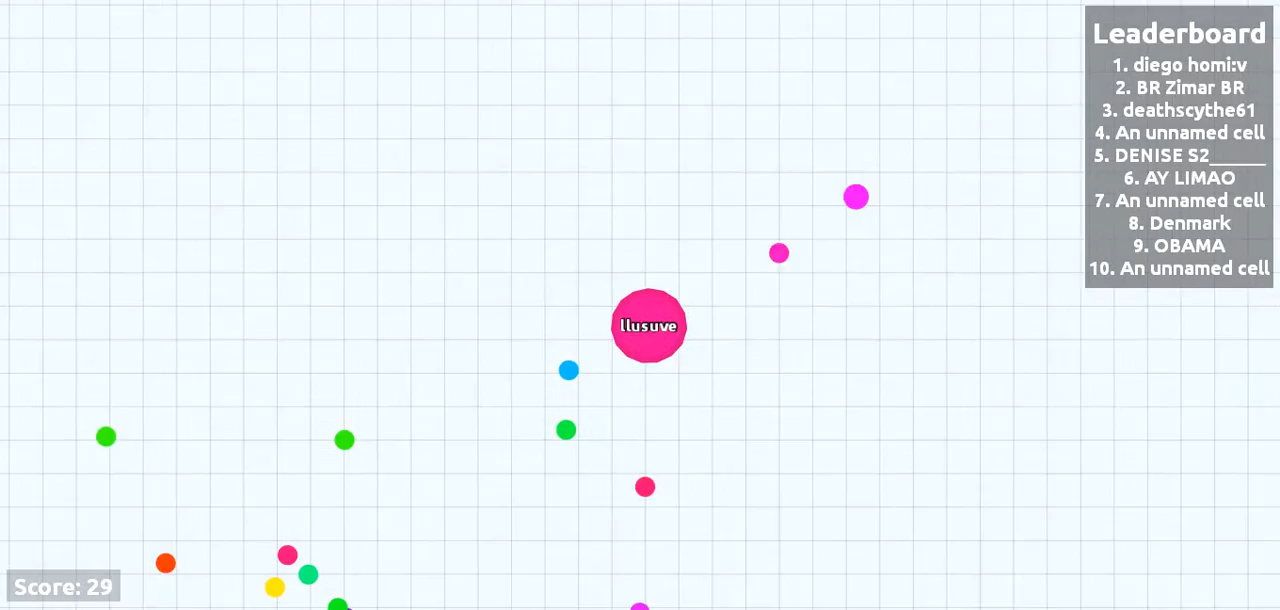 Leaderboard
1. diego homi:v
2. BR Zimar BR
3. deathscythe61
4. An unnamed cell
5. DENISE S2______
6. AY LIMAO
7. An unnamed cell
8. Denmark
9. OBAMA
10. An unnamed cell
llusuve
Score: 29